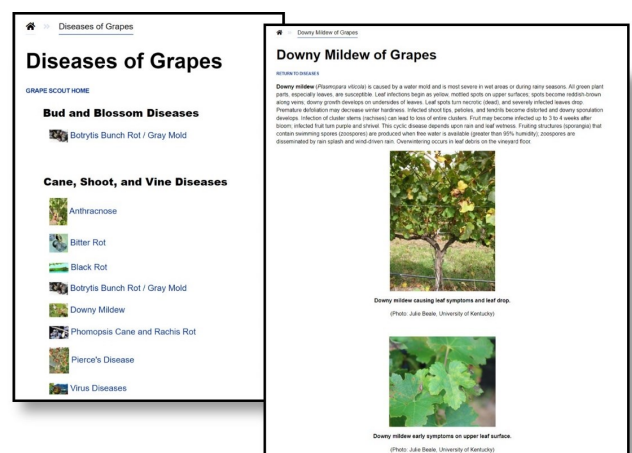 Diseases of Grapes
Diseases of Grapes
GRAPE SCOUT HOME
Bud and Blossom Diseases
Botrytis Bunch Rot / Gray Mold
Cane, Shoot, and Vine Diseases
Anthracnose
Bitter Rot
Black Rot
Botrytis Bunch Rot / Gray Mold
Downy Mildew
Phomopsis Cane and Rachis Rot
Pierce's Disease
Virus Diseases
Downy Mildew of Grapes
Downy Mildew of Grapes
RETURN TO DISEASES
Downy mildew (Plasmopara viticola) is caused by a water mold and is most severe in wet areas or during rainy seasons. All green plant
parts, especially leaves, are susceptible. Leaf infections begin as yellow, mottled spots on upper surfaces; spots become reddish-brown
along veins; downy growth develops on undersides of leaves. Leaf spots turn necrotic (dead), and severely infected leaves drop.
Premature defoliation may decrease winter hardiness. Infected shoot tips, petioles, and tendrils become distorted and downy sporulation
develops. Infection of cluster stems (rachises) can lead to loss of entire clusters. Fruit may become infected up to 3 to 4 weeks after
bloom; infected fruit turn purple and shrivel. This cyclic disease depends upon rain and leaf wetness. Fruiting structures (sporangia) that
contain swimming spores (zoospores) are produced when free water is available (greater than 95% humidity); zoospores are
disseminated by rain splash and wind-driven rain. Overwintering occurs in leaf debris on the vineyard floor.
Downy mildew causing leaf symptoms and leaf drop.
(Photo: Julie Beale, University of Kentucky)
Downy mildew early symptoms on upper leaf surface.
(Photo: Julie Beale, University of Kentucky)